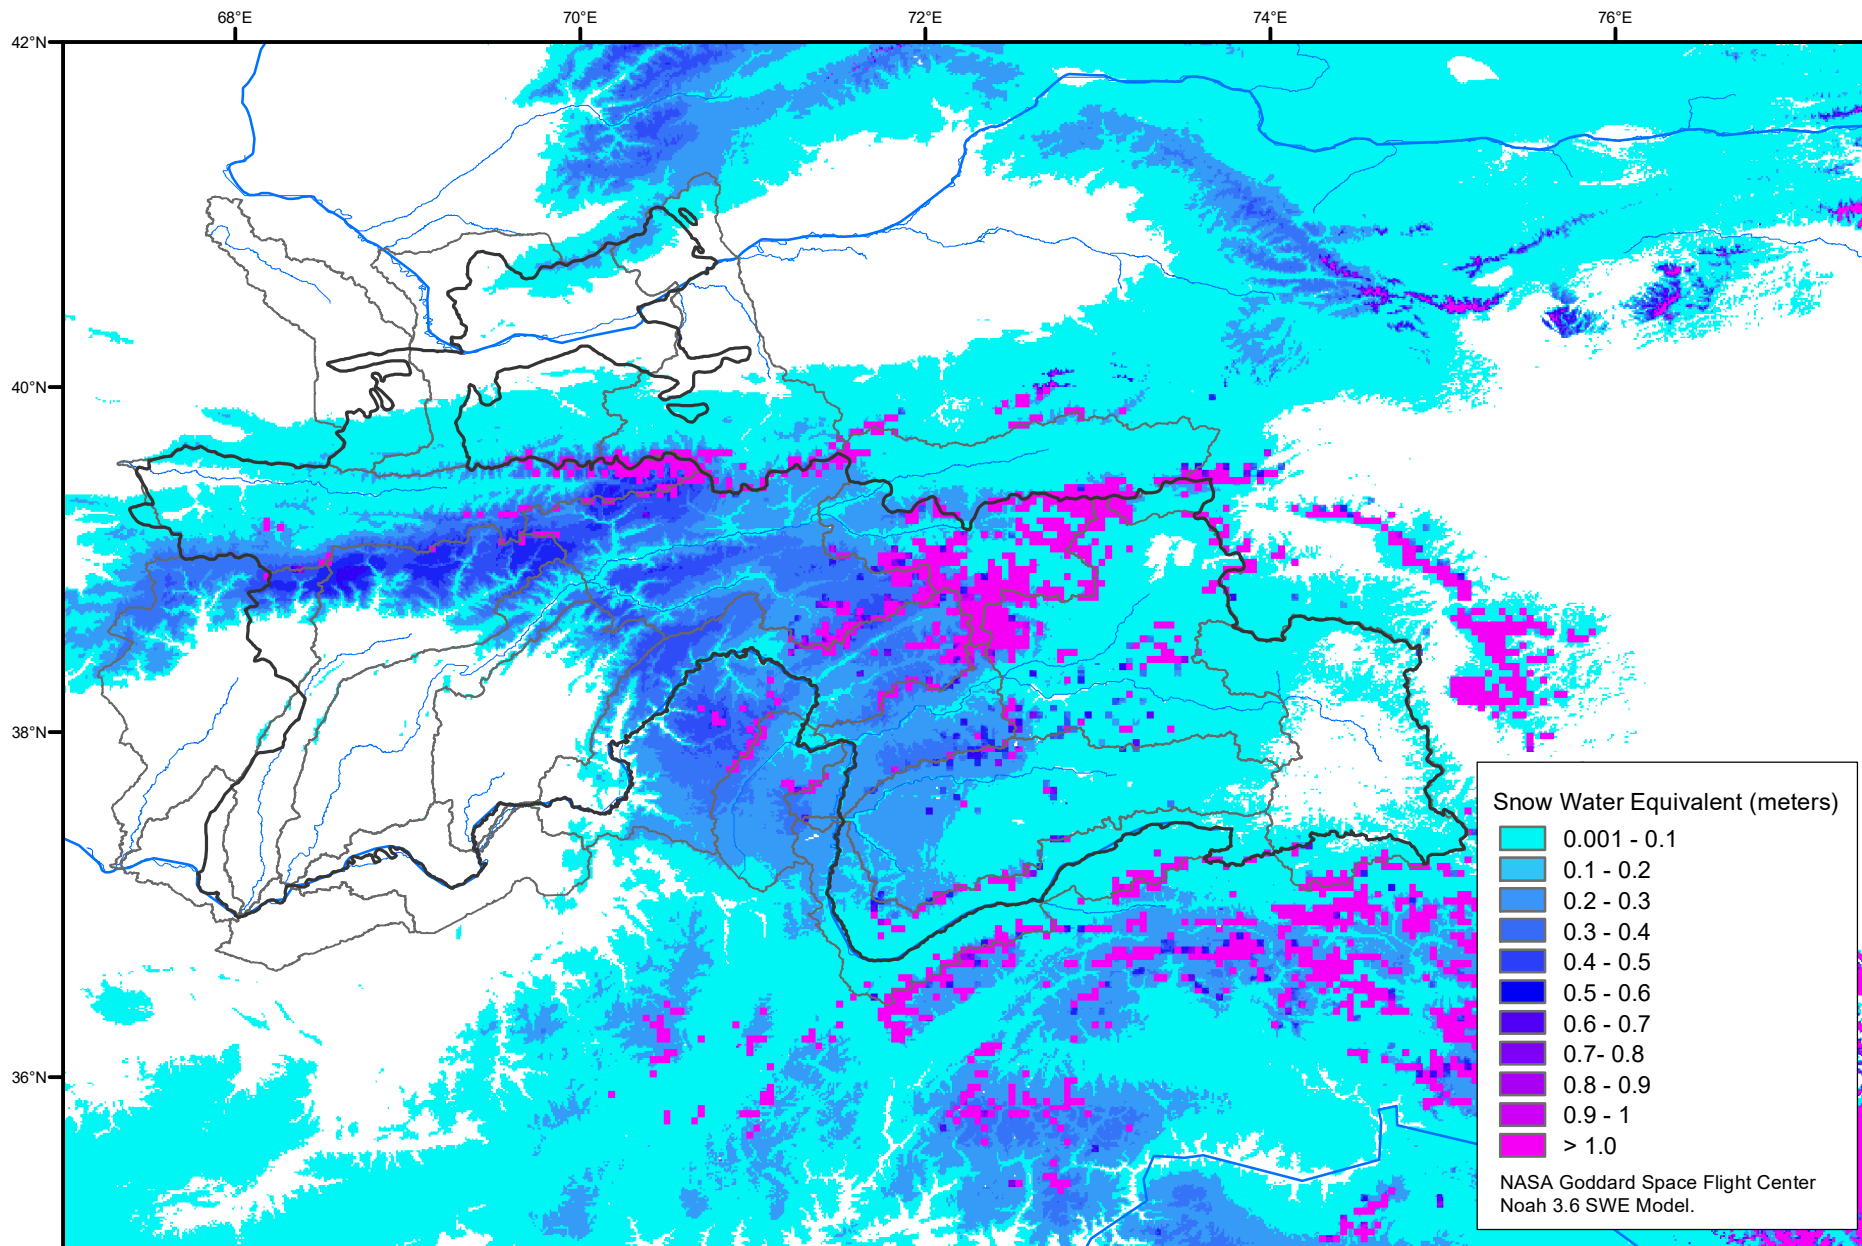 68°E
70°E
72°E
74°E
76°E
42°N
40°N
38°N
36°N
Snow Water Equivalent (meters)
0.001 - 0.1
0.1 - 0.2
0.2 - 0.3
0.3 - 0.4
0.4 - 0.5
0.5 - 0.6
0.6 - 0.7
0.7- 0.8
0.8 - 0.9
0.9 - 1
> 1.0
NASA Goddard Space Flight Center
Noah 3.6 SWE Model.